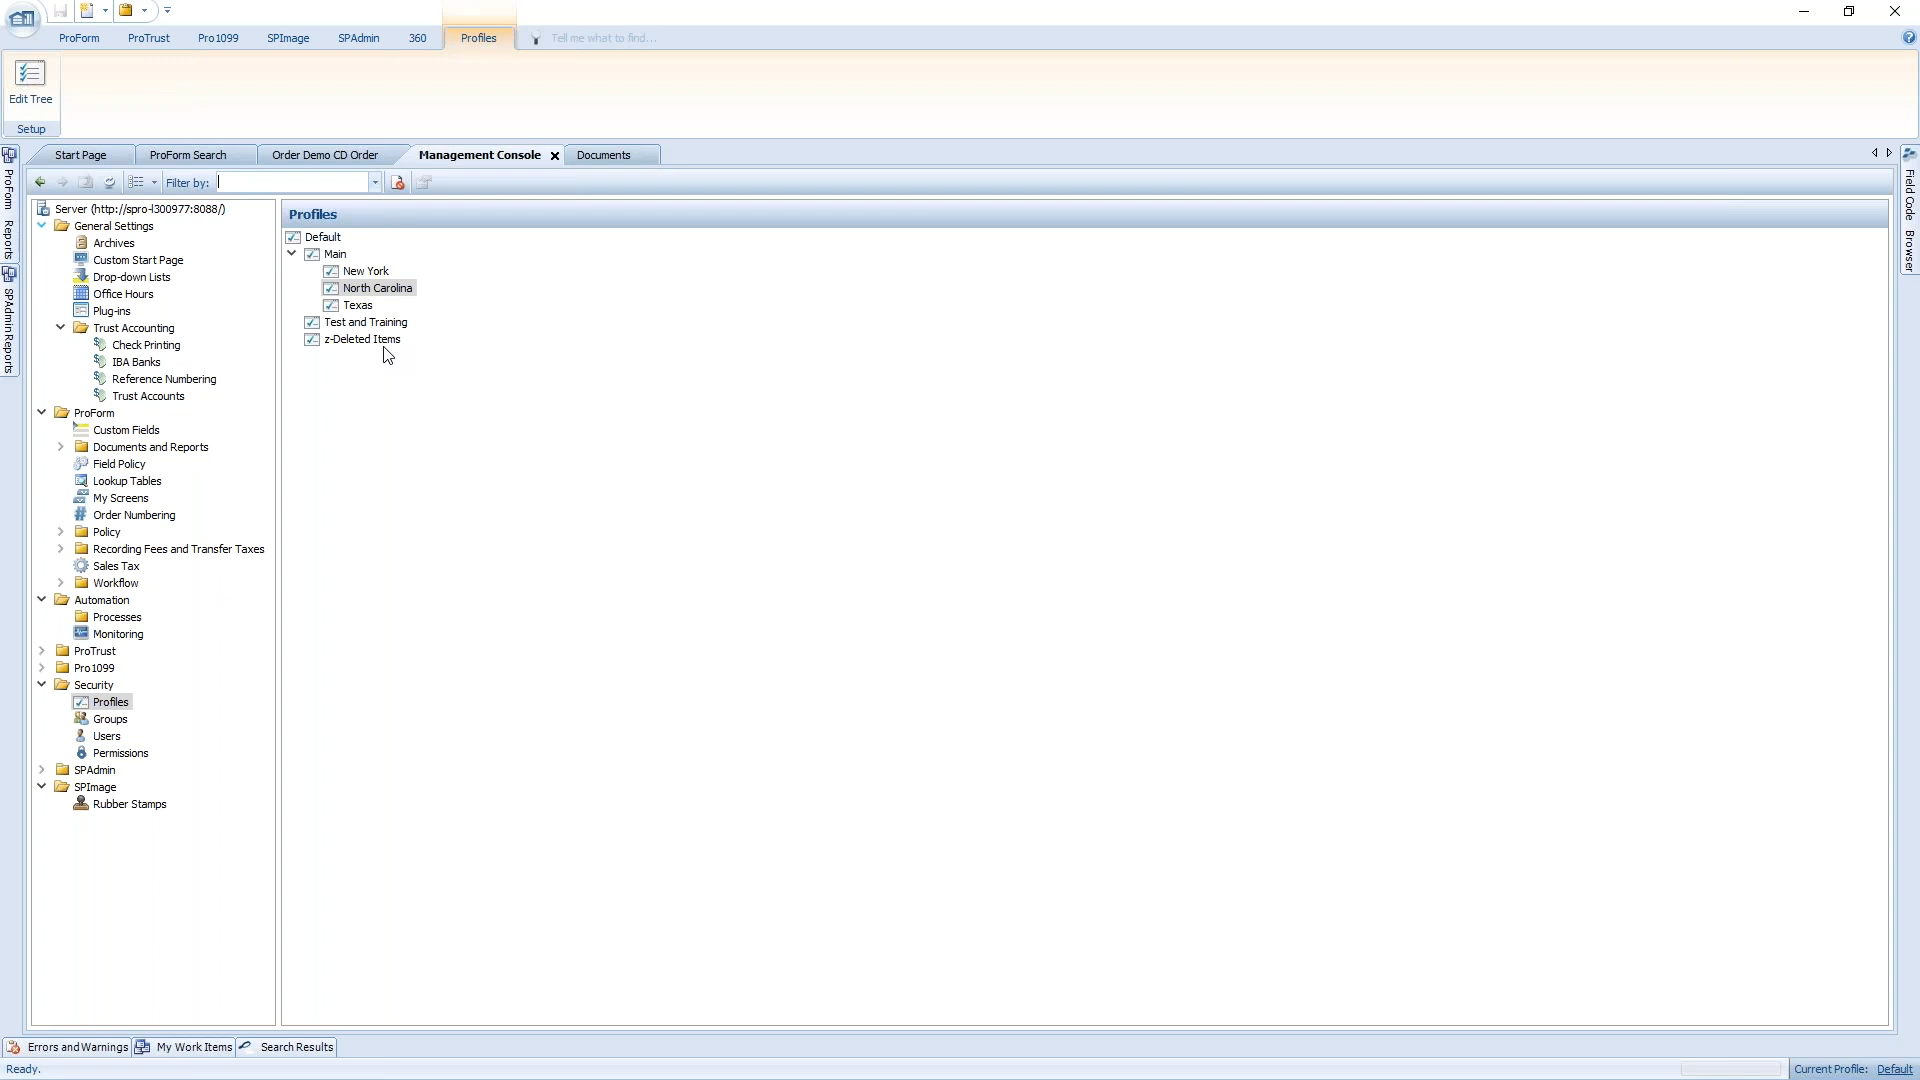 ProForm ProTrust Pro1099 SPImage SPAdmin 360 Profiles Tell me what to find...
Edit Tree
Setup
Start Page ProForm Search Order Demo CD Order Management Console Documents
Filter by:
ProForm Reports
SPAdmin Reports
Server (http://spro-l300977:8088/)
General Settings
Archives
Custom Start Page
Drop-down Lists
Office Hours
Plug-ins
Trust Accounting
Check Printing
IBA Banks
Reference Numbering
Trust Accounts
ProForm
Custom Fields
Documents and Reports
Field Policy
Lookup Tables
My Screens
Order Numbering
Policy
Recording Fees and Transfer Taxes
Sales Tax
Workflow
Automation
Processes
Monitoring
ProTrust
Pro1099
Security
Profiles
Groups
Users
Permissions
SPAdmin
SPImage
Rubber Stamps
Profiles
Default
Main
New York
North Carolina
Texas
Test and Training
z-Deleted Items
Field Code Browser
Errors and Warnings My Work Items Search Results
Ready. Current Profile: Default